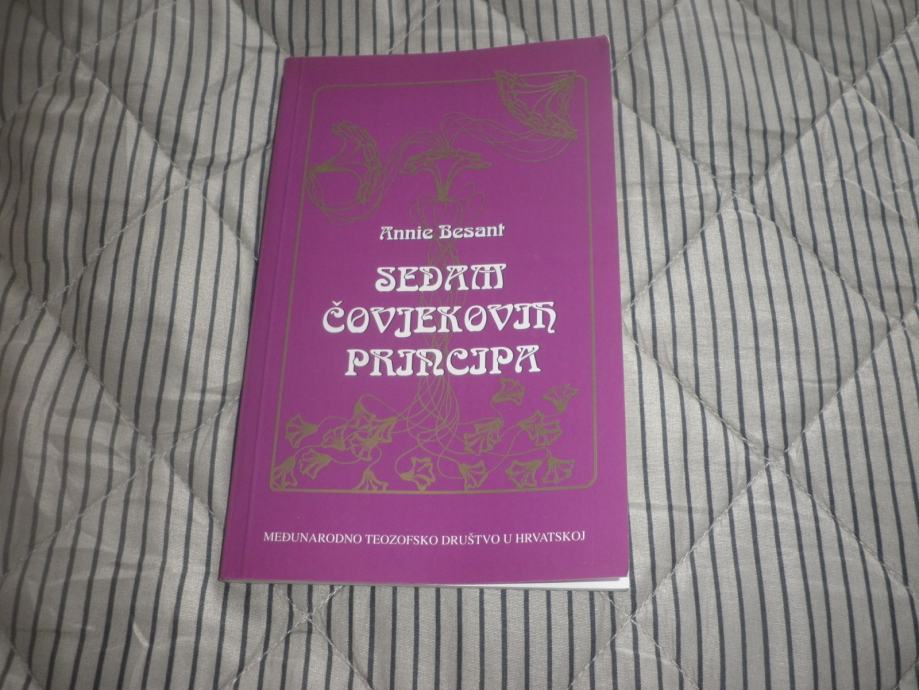 Annie Besant
SEDAM
ČOVJEKOVIH
PRINCIPA
MEĐUNARODNO TEOZOFSKO DRUŠTVO U HRVATSKOJ